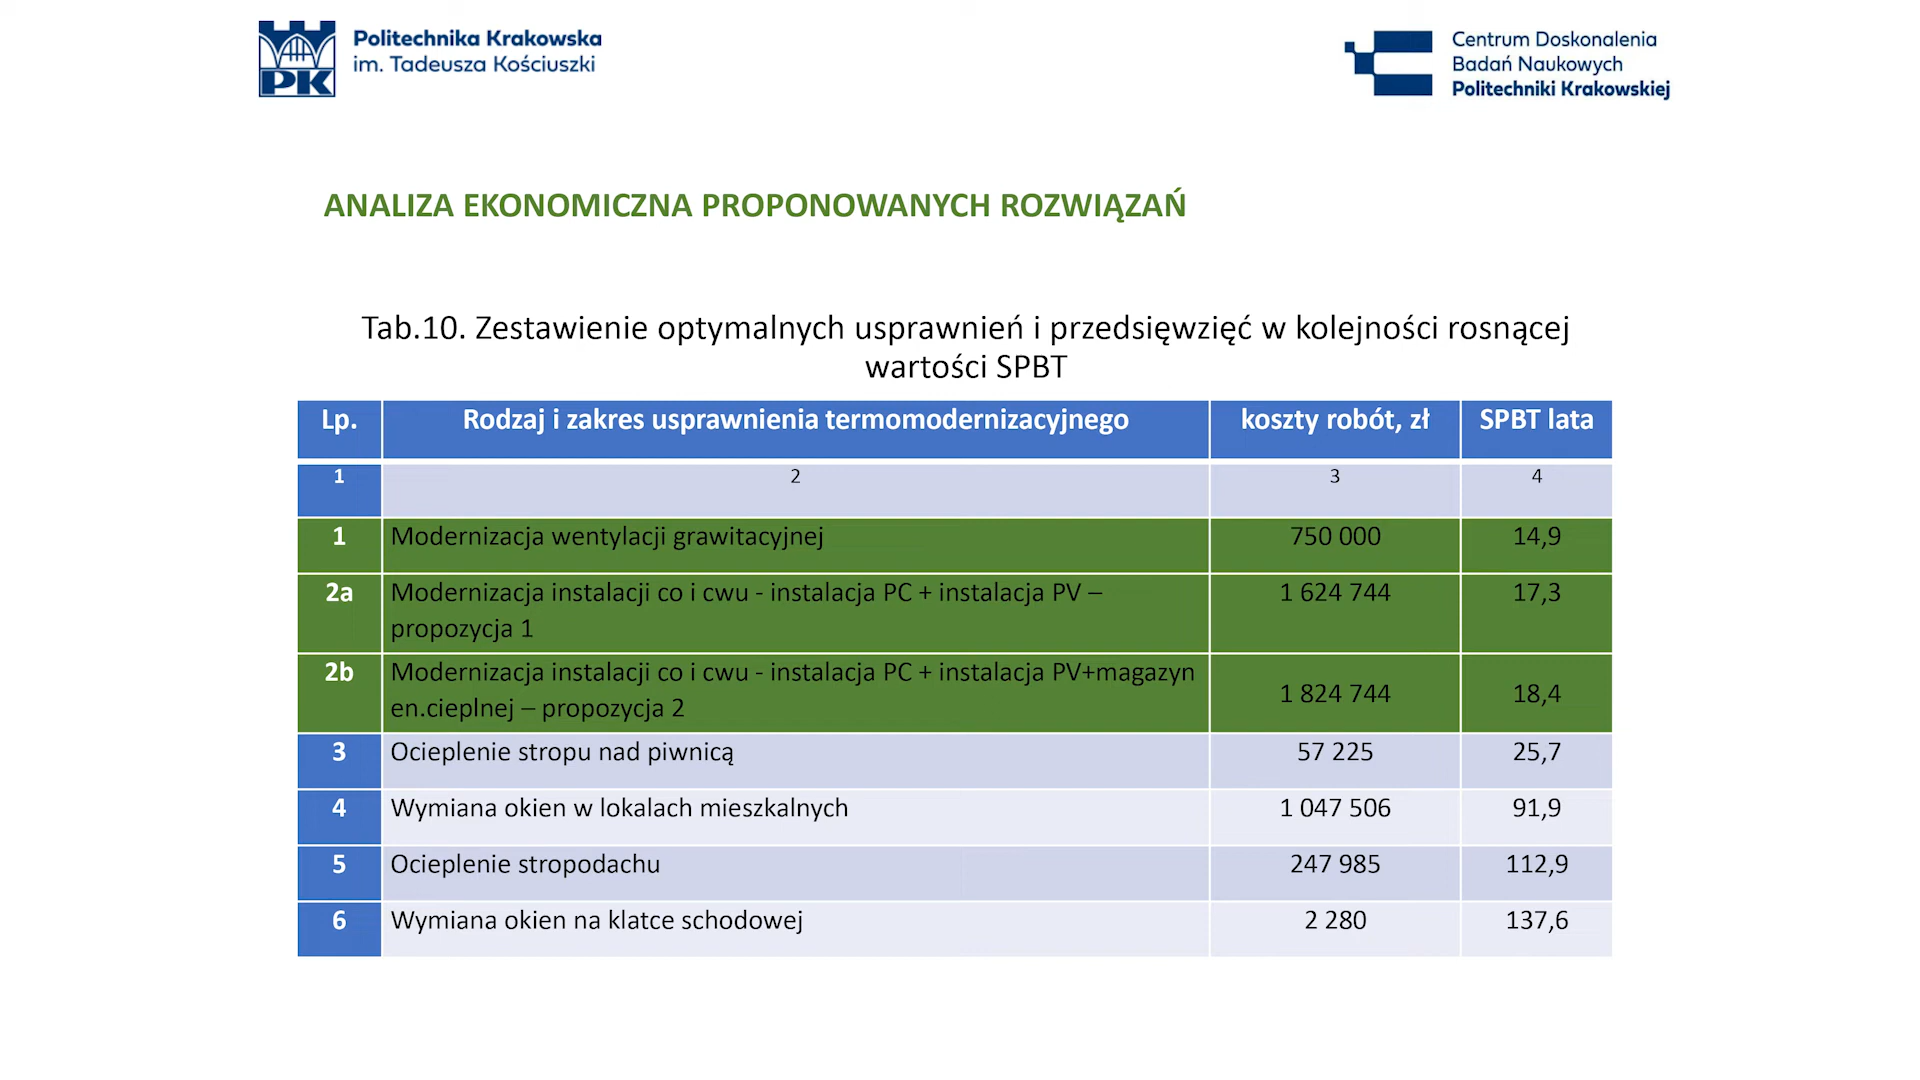 PK
Politechnika Krakowska
im. Tadeusza Kościuszki
Centrum Doskonalenia
Badań Naukowych
Politechniki Krakowskiej
ANALIZA EKONOMICZNA PROPONOWANYCH ROZWIĄZAŃ
Tab.10. Zestawienie optymalnych usprawnień i przedsięwzięć w kolejności rosnącej
wartości SPBT
Lp. Rodzaj i zakres usprawnienia termomodernizacyjnego koszty robót, zł SPBT lata
1 2 3 4
1 Modernizacja wentylacji grawitacyjnej 750 000 14,9
2a Modernizacja instalacji co i cwu - instalacja PC + instalacja PV – 1 624 744 17,3
propozycja 1
2b Modernizacja instalacji co i cwu - instalacja PC + instalacja PV+magazyn
en.cieplnej – propozycja 2 1 824 744 18,4
3 Ocieplenie stropu nad piwnicą 57 225 25,7
4 Wymiana okien w lokalach mieszkalnych 1 047 506 91,9
5 Ocieplenie stropodachu 247 985 112,9
6 Wymiana okien na klatce schodowej 2 280 137,6